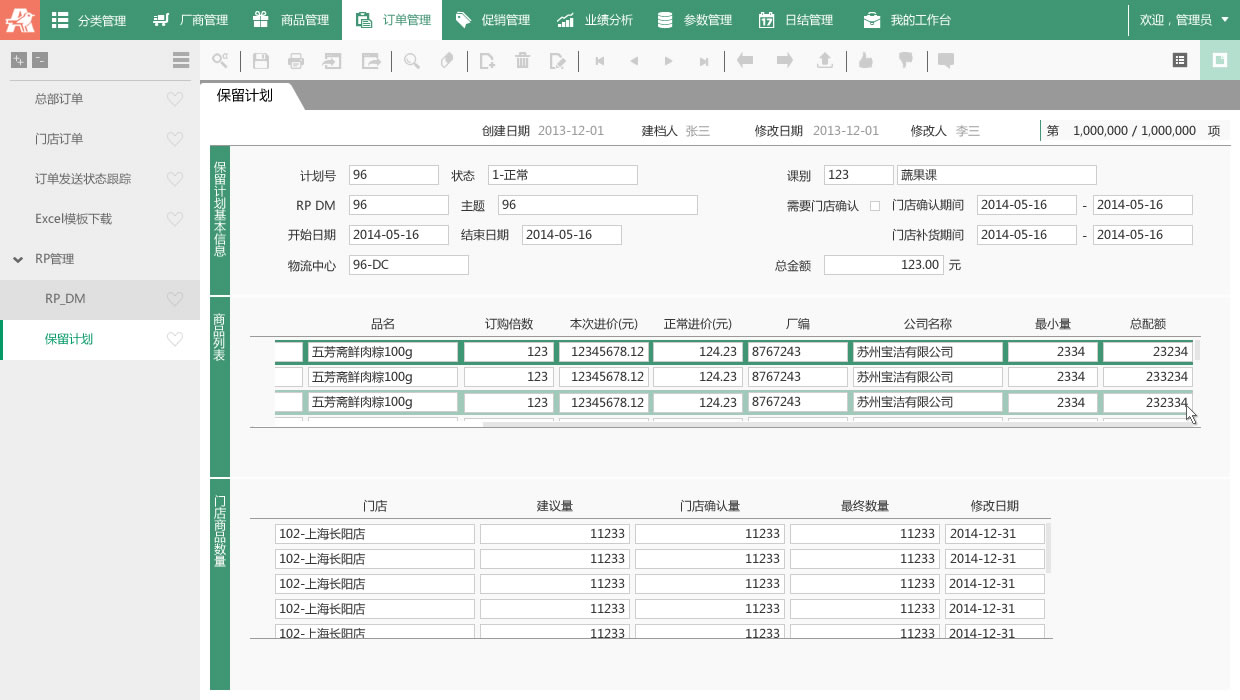 分类管理 厂商管理 商品管理 订单管理 促销管理 业绩分析 参数管理 日结管理 我的工作台 欢迎，管理员
总部订单
门店订单
订单发送状态跟踪
Excel模板下载
RP管理
RP_DM
保留计划
保留计划
创建日期 2013-12-01 建档人 张三 修改日期 2013-12-01 修改人 李三 第 1,000,000 / 1,000,000 项
保留计划基本信息
计划号 96 状态 1-正常 课别 123 蔬果课
RP DM 96 主题 96 需要门店确认 门店确认期间 2014-05-16 - 2014-05-16
开始日期 2014-05-16 结束日期 2014-05-16 门店补货期间 2014-05-16 - 2014-05-16
物流中心 96-DC 总金额 123.00 元
商品列表
品名 订购倍数 本次进价(元) 正常进价(元) 厂编 公司名称 最小量 总配额
五芳斋鲜肉粽100g 123 12345678.12 124.23 8767243 苏州宝洁有限公司 2334 23234
五芳斋鲜肉粽100g 123 12345678.12 124.23 8767243 苏州宝洁有限公司 2334 233234
五芳斋鲜肉粽100g 123 12345678.12 124.23 8767243 苏州宝洁有限公司 2334 232334
门店商品数量
门店 建议量 门店确认量 最终数量 修改日期
102-上海长阳店 11233 11233 11233 2014-12-31
102-上海长阳店 11233 11233 11233 2014-12-31
102-上海长阳店 11233 11233 11233 2014-12-31
102-上海长阳店 11233 11233 11233 2014-12-31
102-上海长阳店 11233 11233 11233 2014-12-31